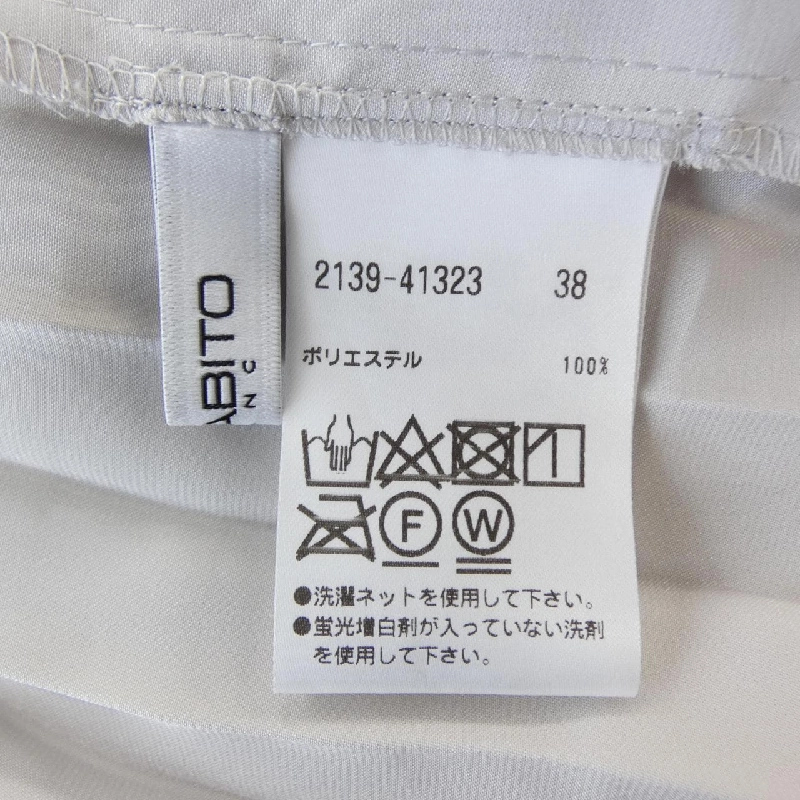 2139-41323 38
ポリエステル 100%
F W
●洗濯ネットを使用して下さい。
●蛍光増白剤が入っていない洗剤
を使用して下さい。
ABITO
NC